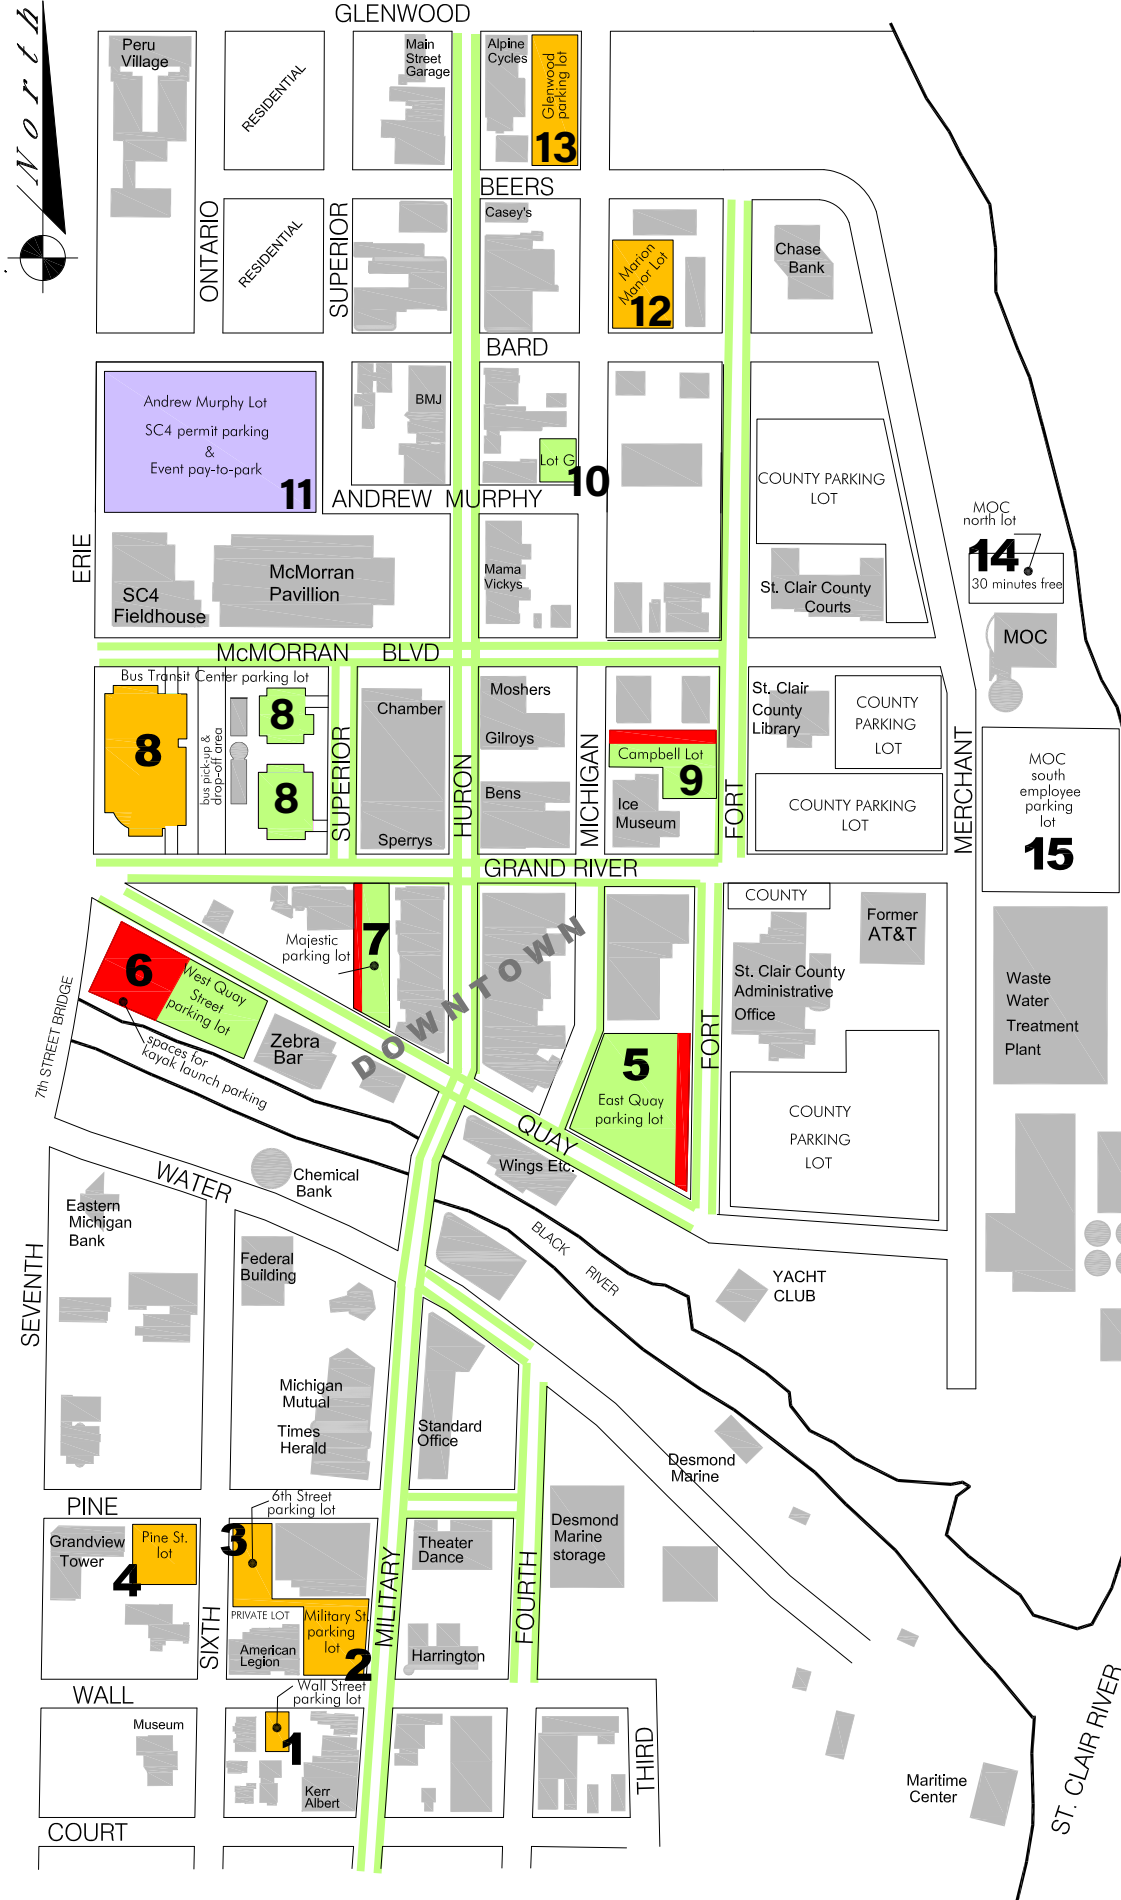 North
GLENWOOD
Peru
Village
RESIDENTIAL
Main
Street
Garage
Alpine
Cycles
Glenwood
parking lot
13
BEERS
ONTARIO
RESIDENTIAL
SUPERIOR
Casey's
Marion
Manor Lot
12
Chase
Bank
BARD
Andrew Murphy Lot
SC4 permit parking
&
Event pay-to-park
11
BMJ
Lot G
10
ANDREW MURPHY
COUNTY PARKING
LOT
MOC
north lot
14
30 minutes free
ERIE
SC4
Fieldhouse
McMorran
Pavillion
Mama
Vickys
St. Clair County
Courts
MOC
McMORRAN BLVD
Bus Transit Center parking lot
8
bus pick-up &
drop-off area
8
8
SUPERIOR
Chamber
Sperrys
HURON
Moshers
Gilroys
Bens
MICHIGAN
Campbell Lot
9
Ice
Museum
FORT
St. Clair
County
Library
COUNTY
PARKING
LOT
COUNTY PARKING
LOT
MERCHANT
MOC
south
employee
parking
lot
15
GRAND RIVER
COUNTY
Former
AT&T
6
West Quay
Street
parking lot
spaces for
kayak launch parking
7th STREET BRIDGE
Majestic
parking lot
7
Zebra
Bar
DOWNTOWN
5
East Quay
parking lot
FORT
St. Clair County
Administrative
Office
COUNTY
PARKING
LOT
Waste
Water
Treatment
Plant
QUAY
Wings Etc.
WATER
Chemical
Bank
Eastern
Michigan
Bank
SEVENTH
Federal
Building
BLACK
RIVER
YACHT
CLUB
Michigan
Mutual
Times
Herald
Standard
Office
Desmond
Marine
PINE
6th Street
parking lot
Grandview
Tower
Pine St.
lot
4
3
SIXTH
PRIVATE LOT
American
Legion
Military St.
parking
lot
2
MILITARY
Theater
Dance
Harrington
FOURTH
Desmond
Marine
storage
WALL
Wall Street
parking lot
1
Museum
Kerr
Albert
THIRD
Maritime
Center
ST. CLAIR RIVER
COURT